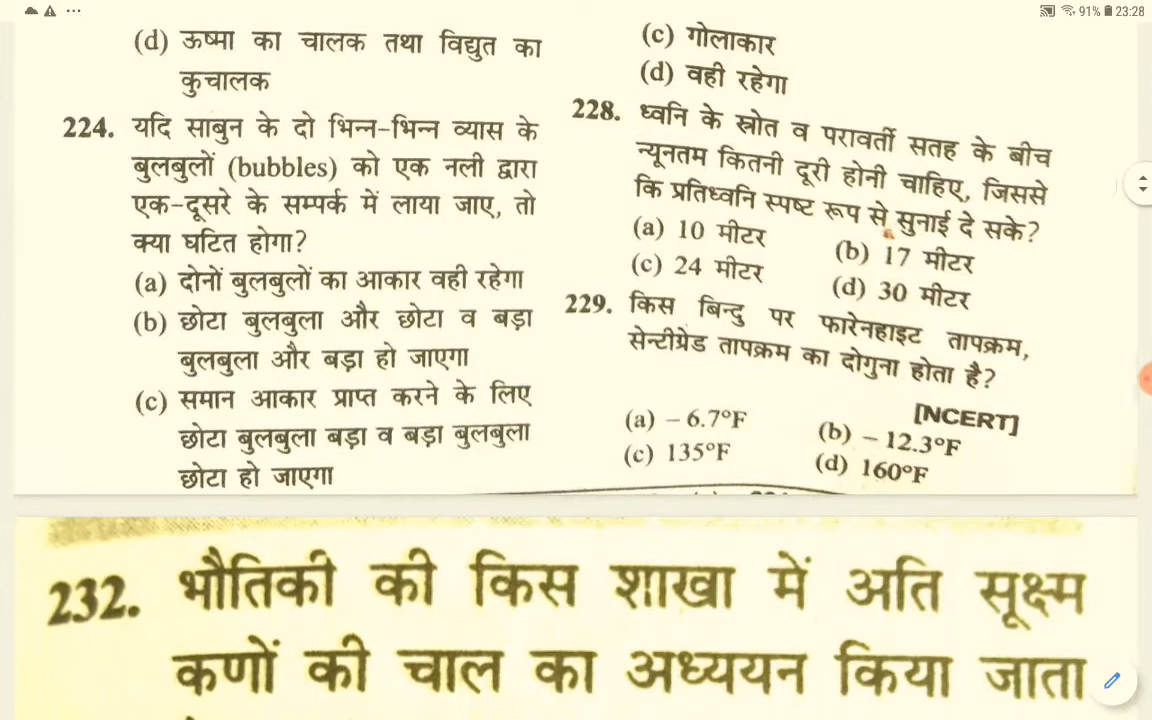 91% 23:28
(d) ऊष्मा का चालक तथा विद्युत का
कुचालक
224. यदि साबुन के दो भिन्न-भिन्न व्यास के
बुलबुलों (bubbles) को एक नली द्वारा
एक-दूसरे के सम्पर्क में लाया जाए, तो
क्या घटित होगा?
(a) दोनों बुलबुलों का आकार वही रहेगा
(b) छोटा बुलबुला और छोटा व बड़ा
बुलबुला और बड़ा हो जाएगा
(c) समान आकार प्राप्त करने के लिए
छोटा बुलबुला बड़ा व बड़ा बुलबुला
छोटा हो जाएगा
(c) गोलाकार
(d) वही रहेगा
228. ध्वनि के स्रोत व परावर्ती सतह के बीच
न्यूनतम कितनी दूरी होनी चाहिए, जिससे
कि प्रतिध्वनि स्पष्ट रूप से सुनाई दे सके?
(a) 10 मीटर (b) 17 मीटर
(c) 24 मीटर (d) 30 मीटर
229. किस बिन्दु पर फारेनहाइट तापक्रम,
सेन्टीग्रेड तापक्रम का दोगुना होता है?
[NCERT]
(a) – 6.7°F (b) – 12.3°F
(c) 135°F (d) 160°F
232. भौतिकी की किस शाखा में अति सूक्ष्म
कणों की चाल का अध्ययन किया जाता